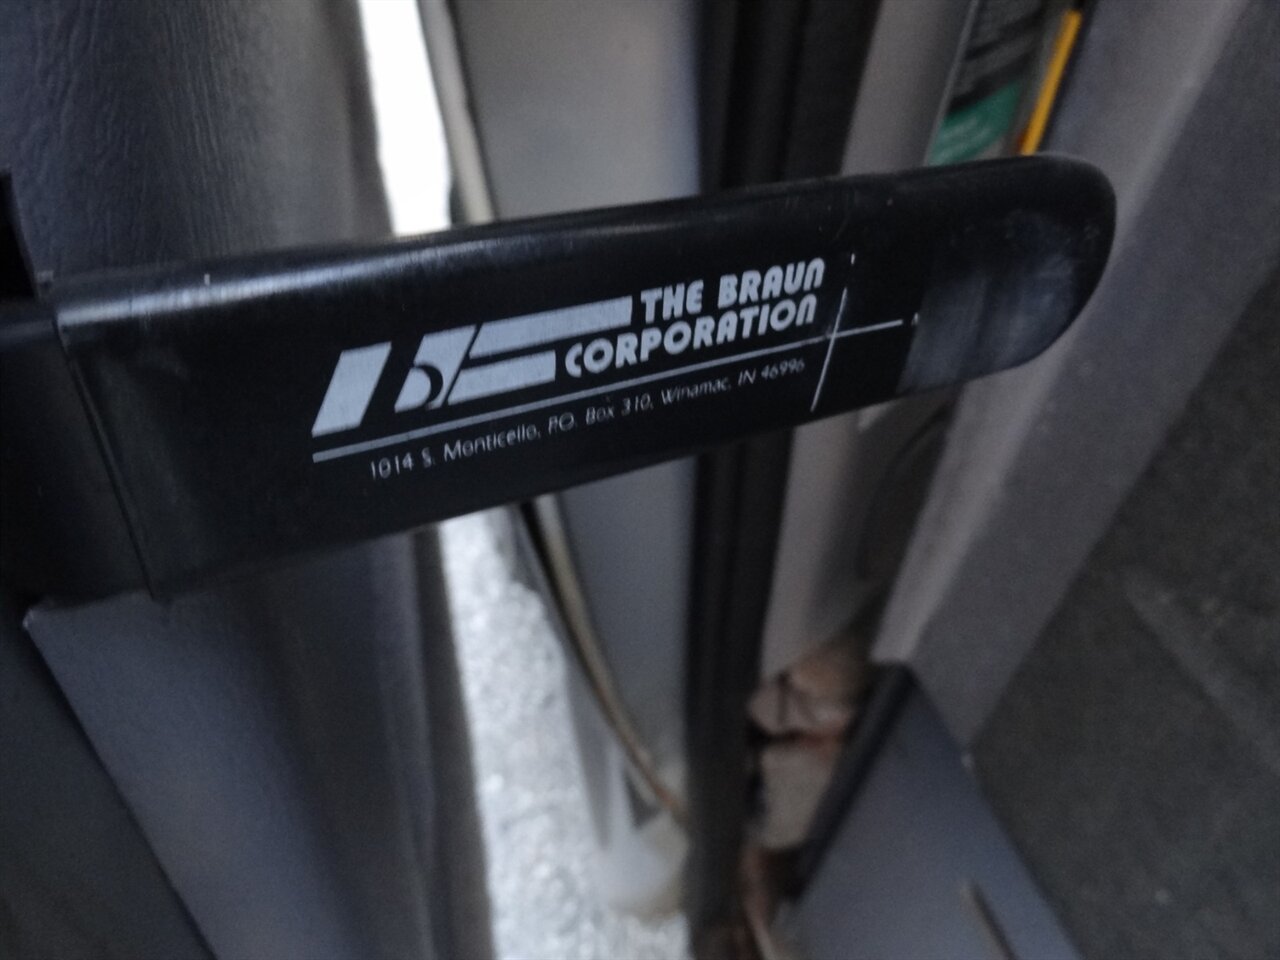 THE BRAUN
CORPORATION
1014 S. Monticello, P.O. Box 310, Winamac, IN 46996